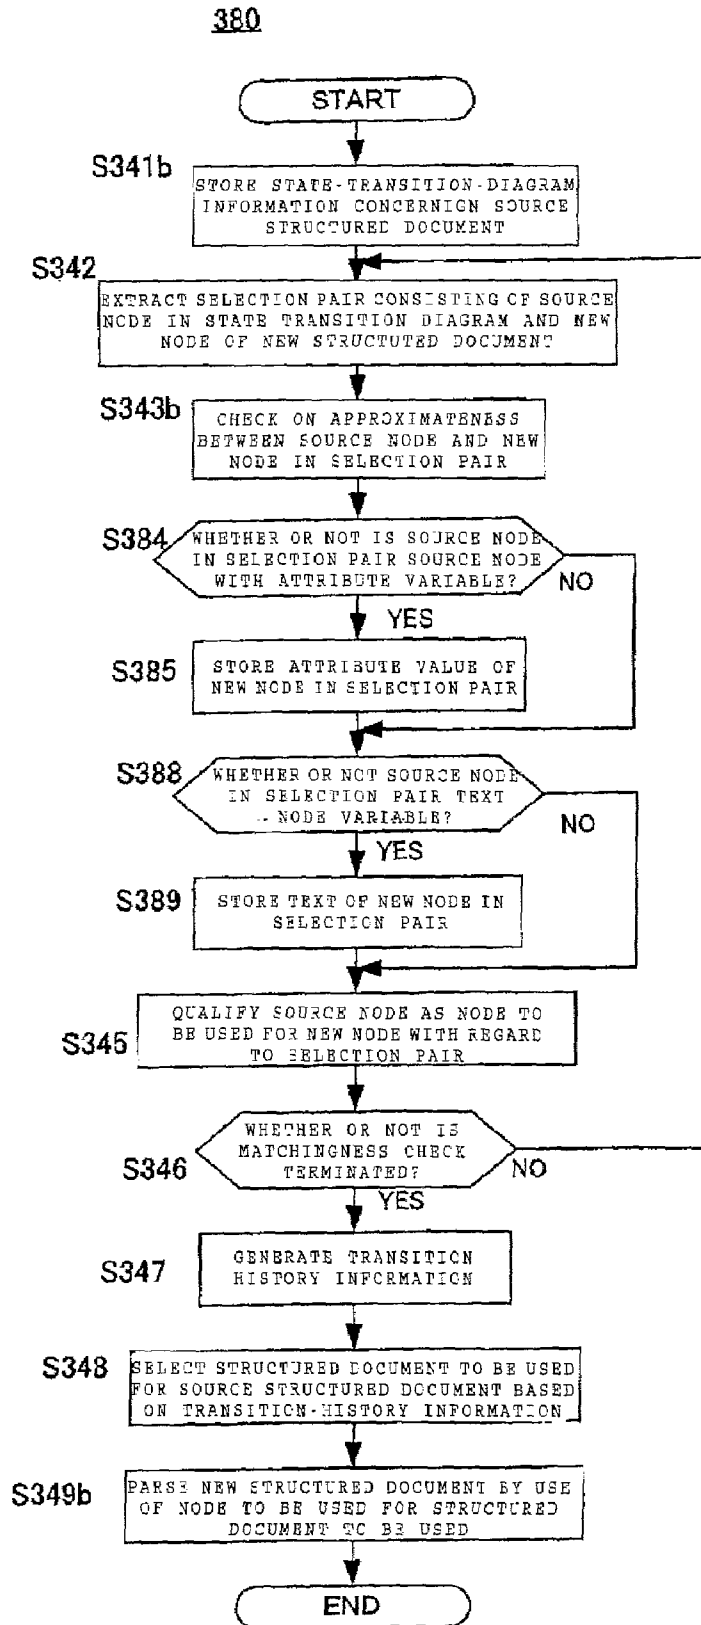 380
START
S341b
STORE STATE-TRANSITION-DIAGRAM
INFORMATION CONCERNIGN SOURCE
STRUCTURED DOCUMENT
S342
EXTRACT SELECTION PAIR CONSISTING OF SOURCE
NODE IN STATE TRANSITION DIAGRAM AND NEW
NODE OF NEW STRUCTUTED DOCUMENT
S343b
CHECK ON APPROXIMATENESS
BETWEEN SOURCE NODE AND NEW
NODE IN SELECTION PAIR
S384
WHETHER OR NOT IS SOURCE NODE
IN SELECTION PAIR SOURCE NODE
WITH ATTRIBUTE VARIABLE?
NO
YES
S385
STORE ATTRIBUTE VALUE OF
NEW NODE IN SELECTION PAIR
S388
WHETHER OR NOT SOURCE NODE
IN SELECTION PAIR TEXT
NODE VARIABLE?
NO
YES
S389
STORE TEXT OF NEW NODE IN
SELECTION PAIR
S345
QUALIFY SOURCE NODE AS NODE TO
BE USED FOR NEW NODE WITH REGARD
TO SELECTION PAIR
S346
WHETHER OR NOT IS
MATCHINGNESS CHECK
TERMINATED?
NO
YES
S347
GENERATE TRANSITION
HISTORY INFORMATION
S348
SELECT STRUCTURED DOCUMENT TO BE USED
FOR SOURCE STRUCTURED DOCUMENT BASED
ON TRANSITION-HISTORY INFORMATION
S349b
PARSE NEW STRUCTURED DOCUMENT BY USE
OF NODE TO BE USED FOR STRUCTURED
DOCUMENT TO BE USED
END